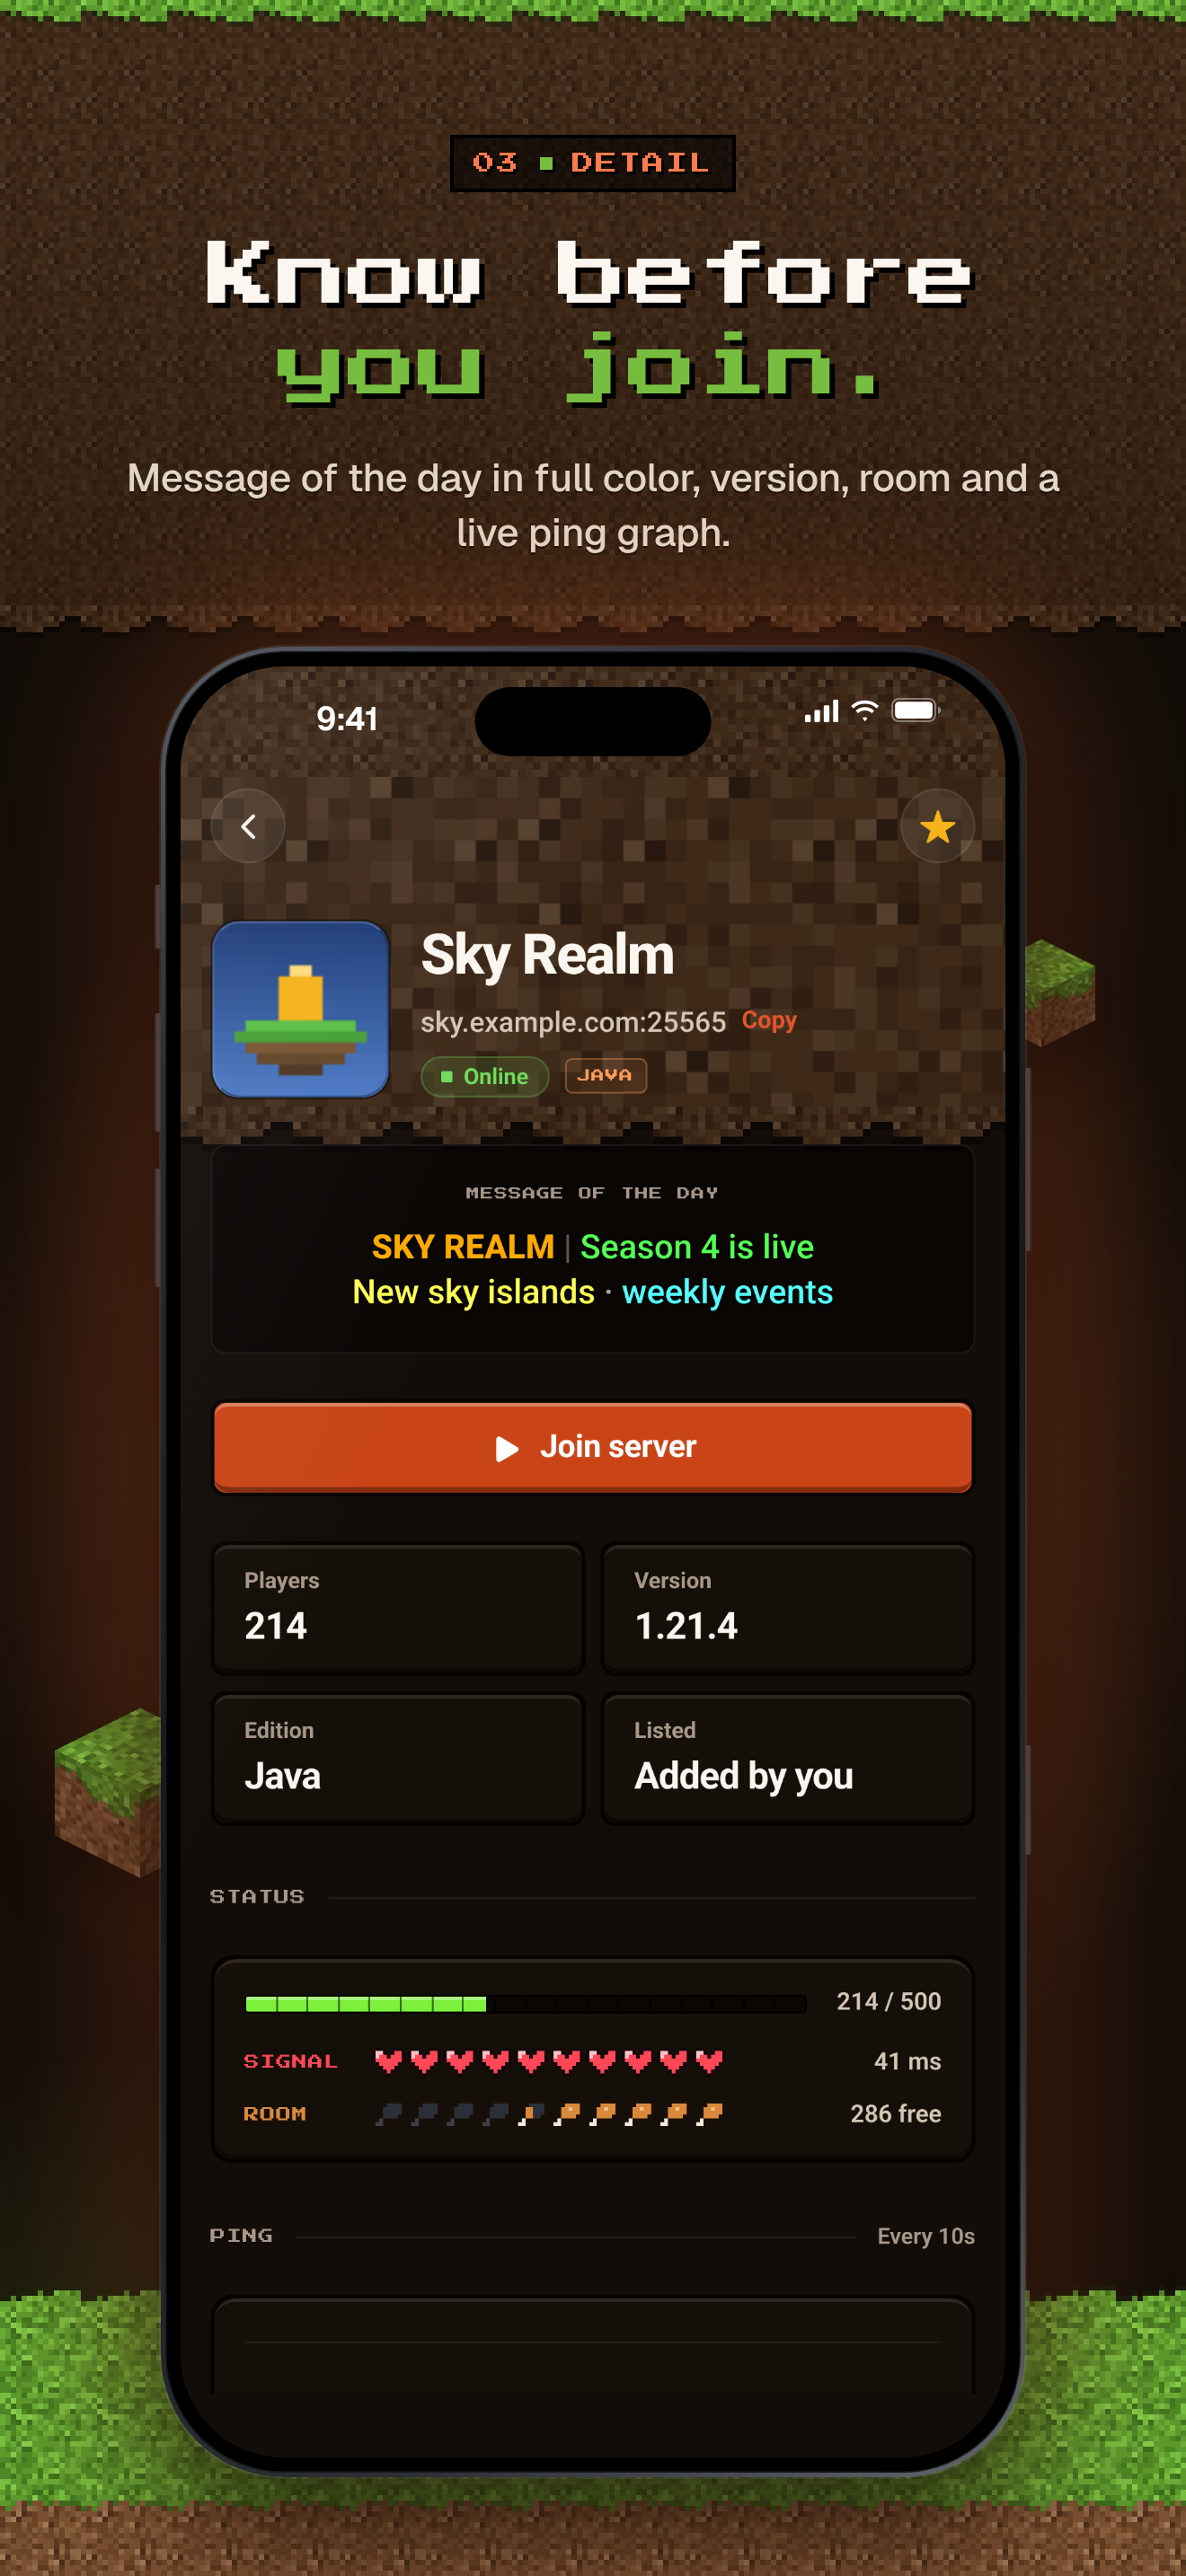 03 ▪ DETAIL
Know before
you join.
Message of the day in full color, version, room and a
live ping graph.
9:41
Sky Realm
sky.example.com:25565 Copy
Online JAVA
MESSAGE OF THE DAY
SKY REALM | Season 4 is live
New sky islands · weekly events
Join server
Players
214
Version
1.21.4
Edition
Java
Listed
Added by you
STATUS
214 / 500
SIGNAL 41 ms
ROOM 286 free
PING Every 10s